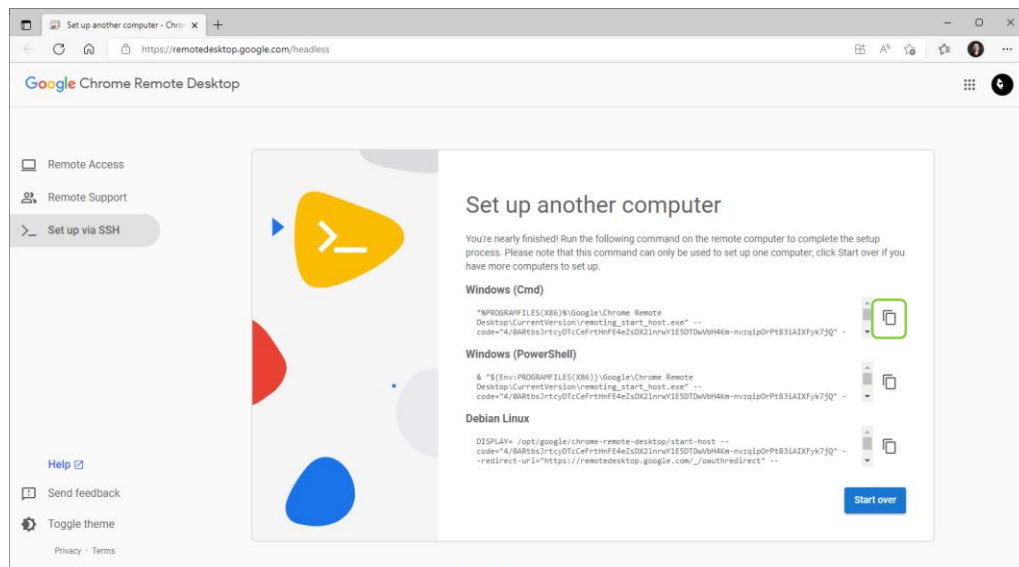 Set up another computer - Chro
https://remotedesktop.google.com/headless
Google Chrome Remote Desktop
Remote Access
Remote Support
Set up via SSH
Set up another computer
You're nearly finished! Run the following command on the remote computer to complete the setup
process. Please note that this command can only be used to set up one computer; click Start over if you
have more computers to set up.
Windows (Cmd)
"%PROGRAMFILES(X86)%\Google\Chrome Remote
Desktop\CurrentVersion\remoting_start_host.exe" --
Windows (PowerShell)
& "${Env:PROGRAMFILES(X86)}\Google\Chrome Remote
Desktop\CurrentVersion\remoting_start_host.exe" --
Debian Linux
DISPLAY= /opt/google/chrome-remote-desktop/start-host --
-redirect-url="https://remotedesktop.google.com/_/oauthredirect" --
Start over
Help
Send feedback
Toggle theme
Privacy · Terms